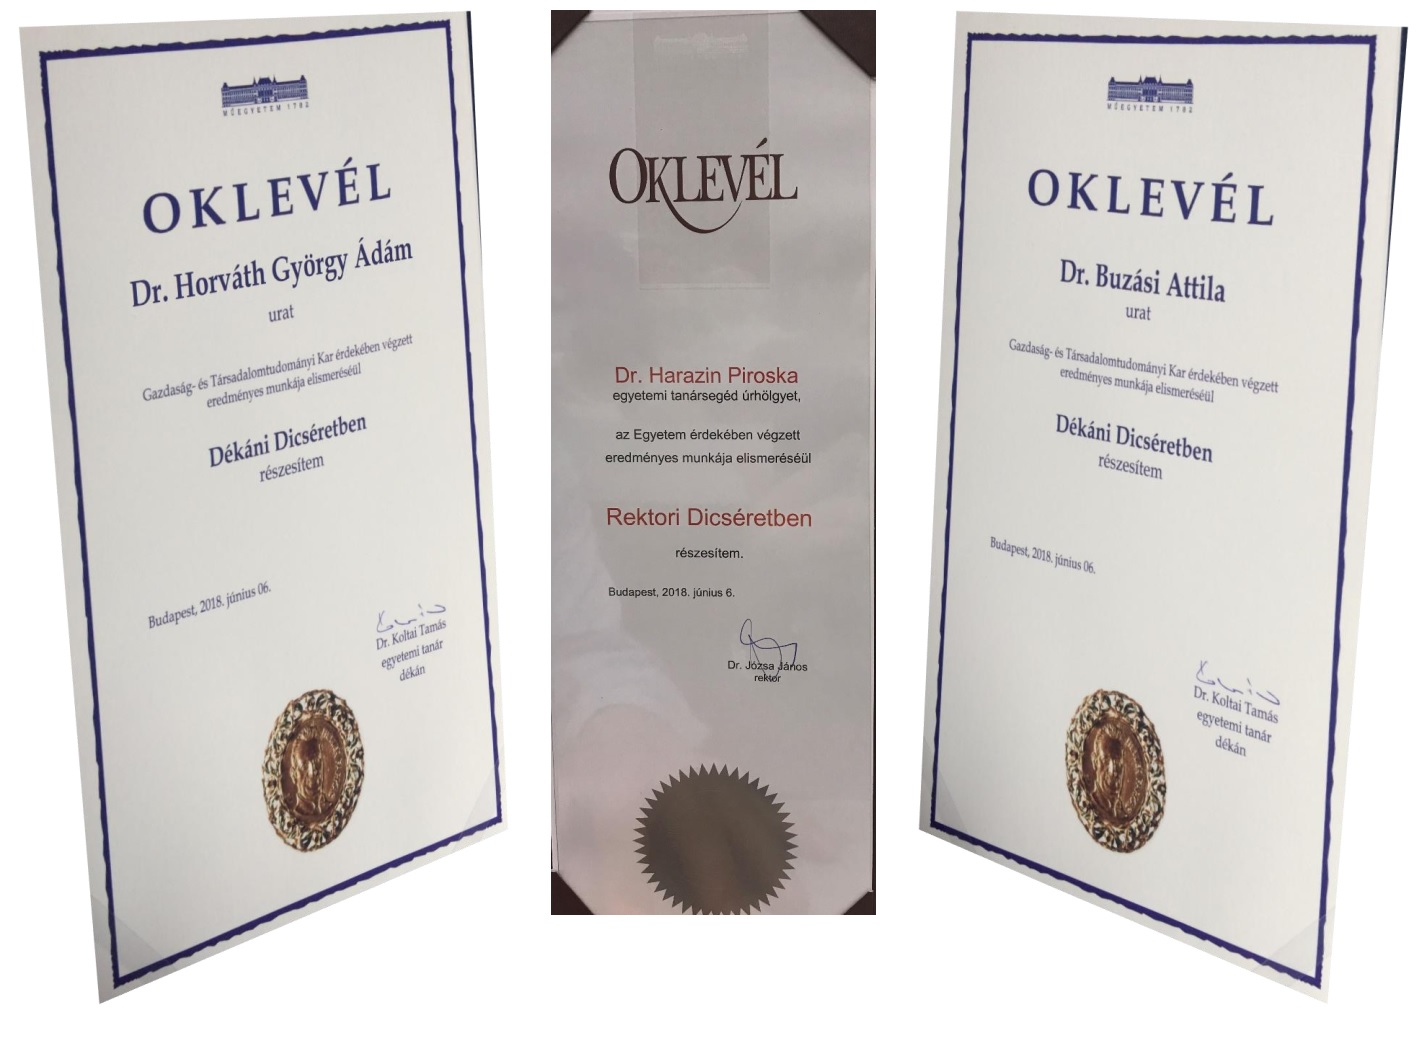 MŰEGYETEM 1782
OKLEVÉL
Dr. Horváth György Ádám
urat
Gazdaság- és Társadalomtudományi Kar érdekében végzett
eredményes munkája elismeréséül
Dékáni Dicséretben
részesítem
Budapest, 2018. június 06.
Dr. Koltai Tamás
egyetemi tanár
dékán
OKLEVÉL
Dr. Harazin Piroska
egyetemi tanársegéd úrhölgyet,
az Egyetem érdekében végzett
eredményes munkája elismeréséül
Rektori Dicséretben
részesítem.
Budapest, 2018. június 6.
Dr. Józsa János
rektor
MŰEGYETEM 1782
OKLEVÉL
Dr. Buzási Attila
urat
Gazdaság- és Társadalomtudományi Kar érdekében végzett
eredményes munkája elismeréséül
Dékáni Dicséretben
részesítem
Budapest, 2018. június 06.
Dr. Koltai Tamás
egyetemi tanár
dékán